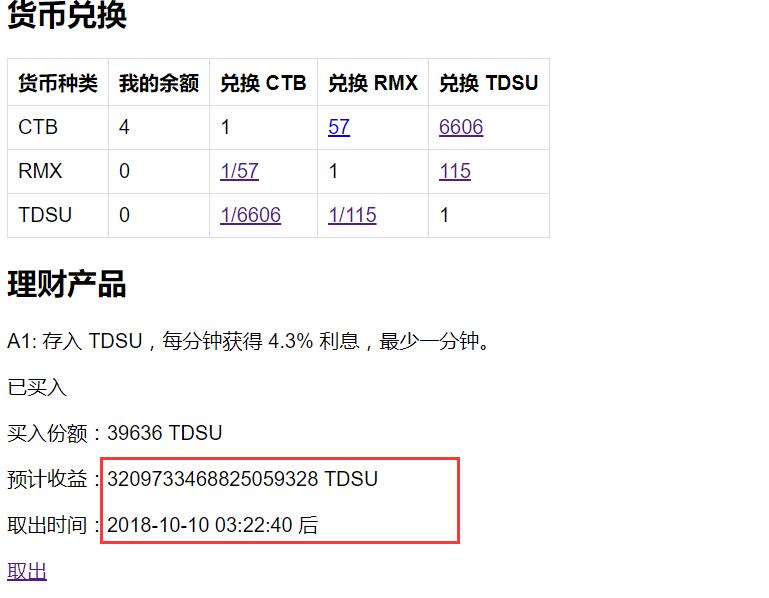 货币兑换
货币种类 我的余额 兑换 CTB 兑换 RMX 兑换 TDSU
CTB 4 1 57 6606
RMX 0 1/57 1 115
TDSU 0 1/6606 1/115 1
理财产品
A1: 存入 TDSU，每分钟获得 4.3% 利息，最少一分钟。
已买入
买入份额：39636 TDSU
预计收益：3209733468825059328 TDSU
取出时间：2018-10-10 03:22:40 后
取出